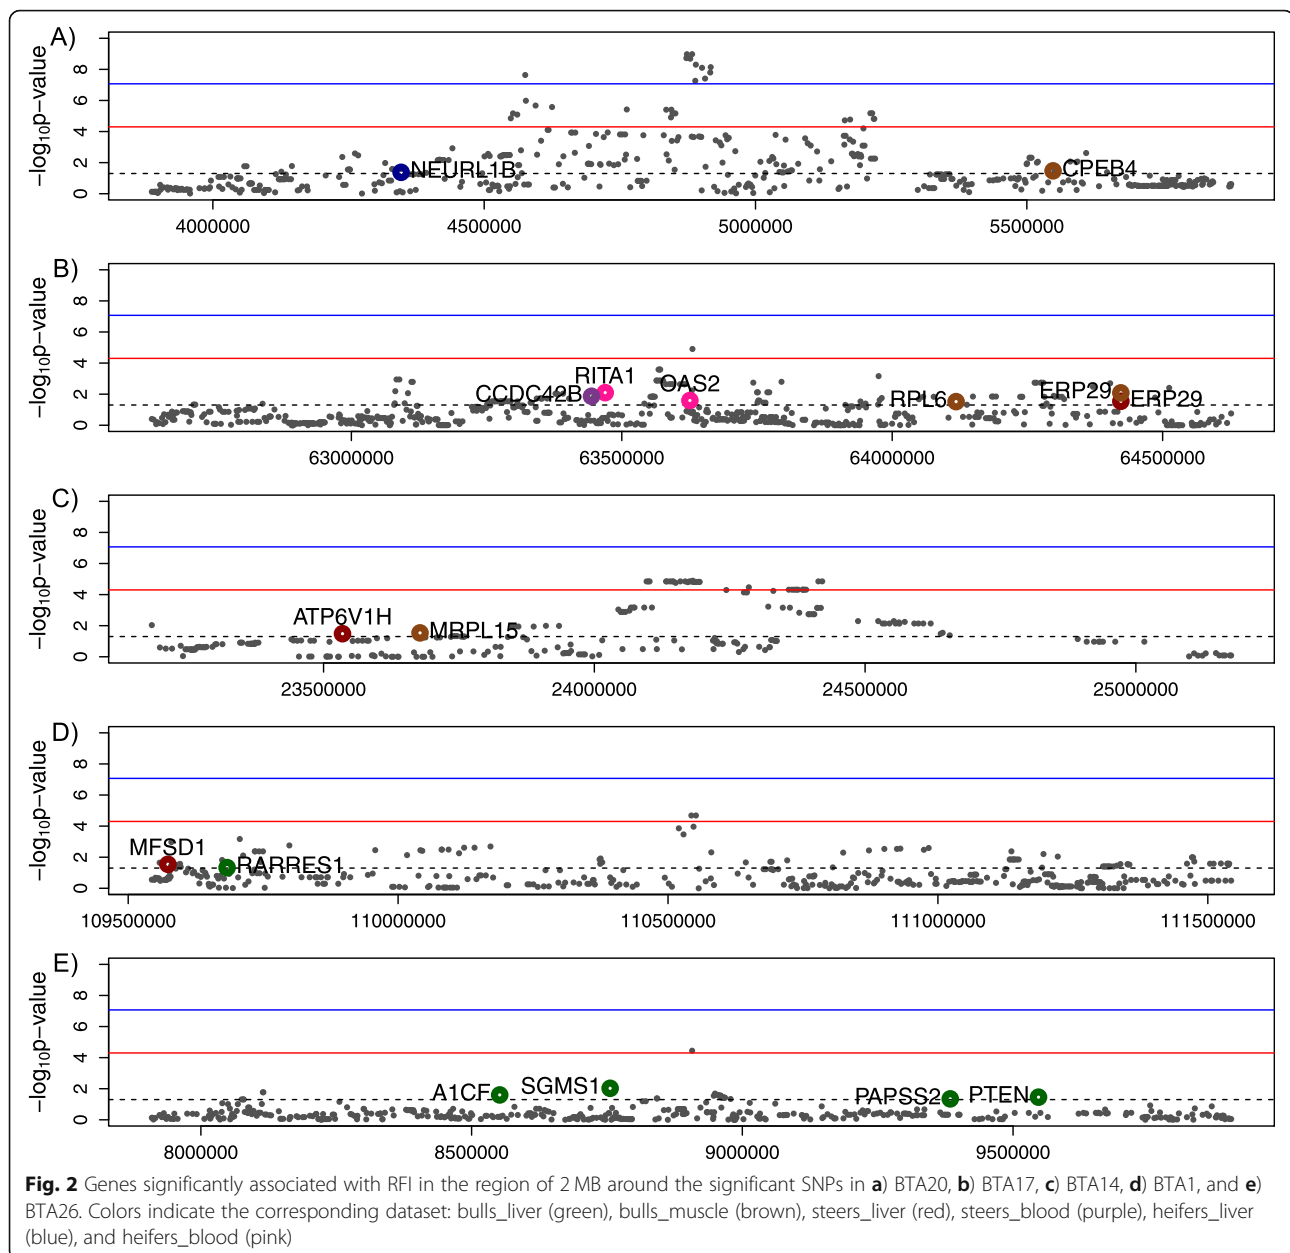 A)
−log10p−value
0 2 4 6 8
NEURL1B CPEB4
4000000 4500000 5000000 5500000
B)
−log10p−value
0 2 4 6 8
CCDC42B RITA1 OAS2 RPL6 ERP29 ERP29
63000000 63500000 64000000 64500000
C)
−log10p−value
0 2 4 6 8
ATP6V1H MRPL15
23500000 24000000 24500000 25000000
D)
−log10p−value
0 2 4 6 8
MFSD1 RARRES1
109500000 110000000 110500000 111000000 111500000
E)
−log10p−value
0 2 4 6 8
A1CF SGMS1 PAPSS2 PTEN
8000000 8500000 9000000 9500000
Fig. 2 Genes significantly associated with RFI in the region of 2 MB around the significant SNPs in a) BTA20, b) BTA17, c) BTA14, d) BTA1, and e)
BTA26. Colors indicate the corresponding dataset: bulls_liver (green), bulls_muscle (brown), steers_liver (red), steers_blood (purple), heifers_liver
(blue), and heifers_blood (pink)